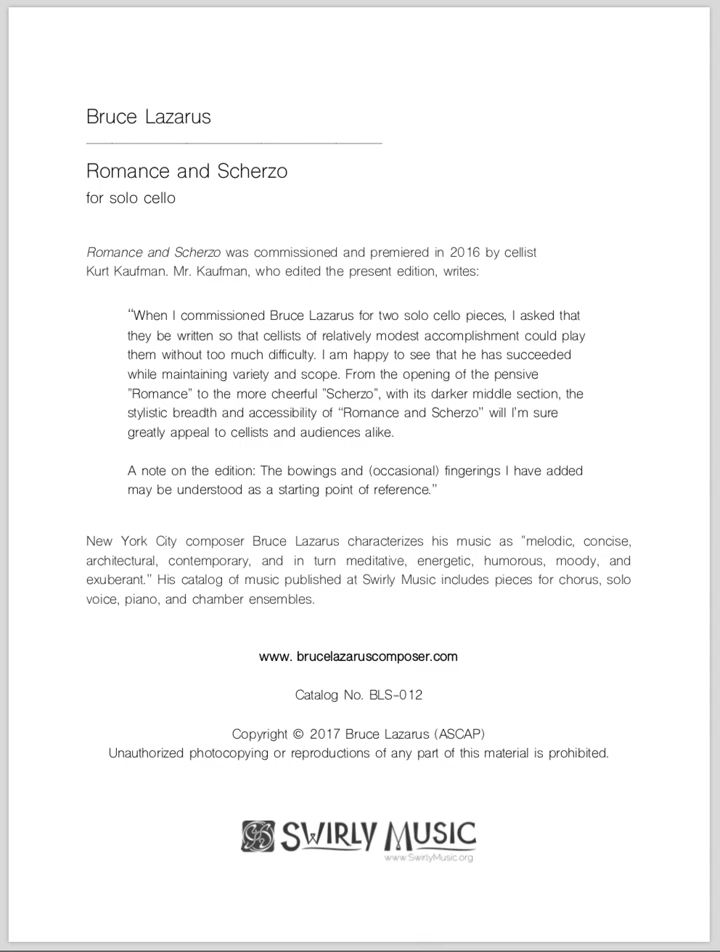 Bruce Lazarus
Romance and Scherzo
for solo cello
Romance and Scherzo was commissioned and premiered in 2016 by cellist
Kurt Kaufman. Mr. Kaufman, who edited the present edition, writes:
“When I commissioned Bruce Lazarus for two solo cello pieces, I asked that
they be written so that cellists of relatively modest accomplishment could play
them without too much difficulty. I am happy to see that he has succeeded
while maintaining variety and scope. From the opening of the pensive
"Romance" to the more cheerful "Scherzo", with its darker middle section, the
stylistic breadth and accessibility of “Romance and Scherzo” will I'm sure
greatly appeal to cellists and audiences alike.
A note on the edition: The bowings and (occasional) fingerings I have added
may be understood as a starting point of reference.”
New York City composer Bruce Lazarus characterizes his music as "melodic, concise,
architectural, contemporary, and in turn meditative, energetic, humorous, moody, and
exuberant." His catalog of music published at Swirly Music includes pieces for chorus, solo
voice, piano, and chamber ensembles.
www. brucelazaruscomposer.com
Catalog No. BLS-012
Copyright © 2017 Bruce Lazarus (ASCAP)
Unauthorized photocopying or reproductions of any part of this material is prohibited.
SWIRLY MUSIC
www.SwirlyMusic.org